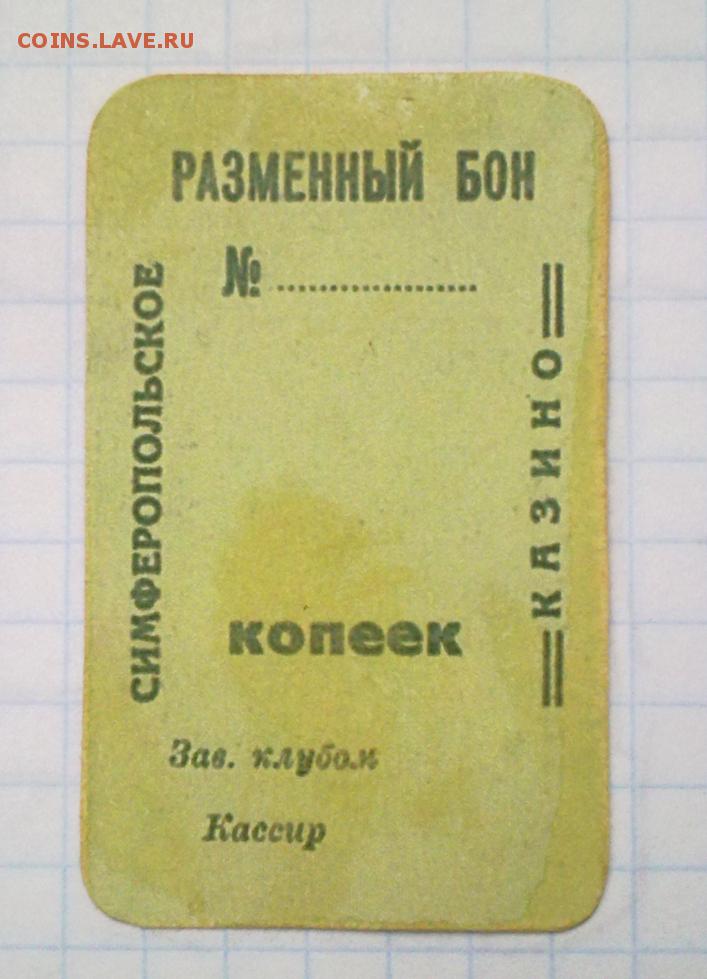 COINS.LAVE.RU
РАЗМЕННЫЙ БОН
№ ....................
СИМФЕРОПОЛЬСКОЕ
КАЗИНО
копеек
Зав. клубом
Кассир